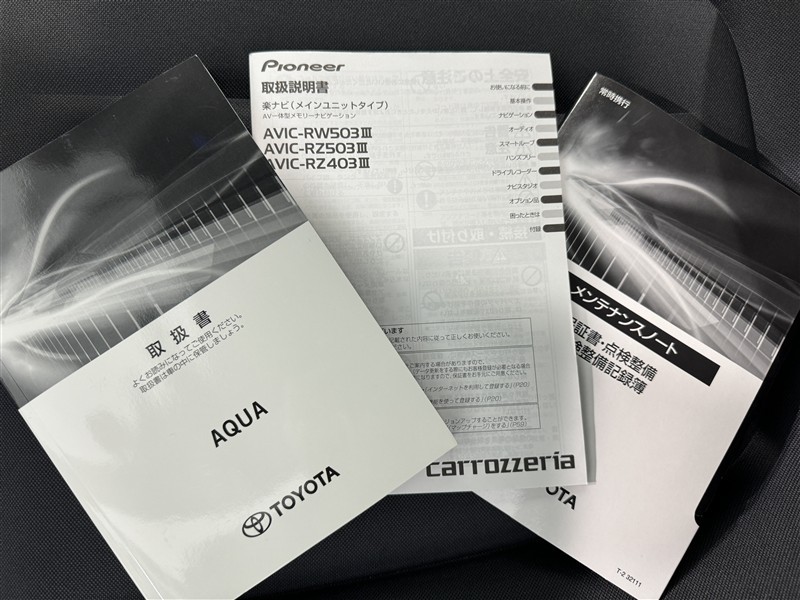 Pioneer
取扱説明書
楽ナビ(メインユニットタイプ)
AV一体型メモリーナビゲーション
AVIC-RW503Ⅲ
AVIC-RZ503Ⅲ
AVIC-RZ403Ⅲ
お使いになる前に
基本操作
ナビゲーション
オーディオ
スマートループ
ハンズフリー
ドライブレコーダー
ナビスタジオ
オプション品
困ったときは
付録
carrozzeria
取扱書
よくお読みになってご使用ください。
取扱書は車の中に保管しましょう。
AQUA
TOYOTA
常時携行
メンテナンスノート
証書・点検整備
検整備記録簿
OTA
T-2 32111